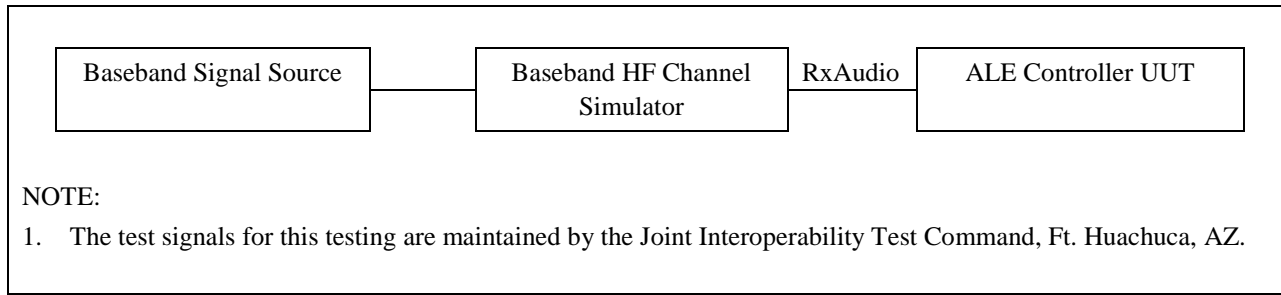 Baseband Signal Source
Baseband HF Channel
Simulator
RxAudio
ALE Controller UUT
NOTE:
1. The test signals for this testing are maintained by the Joint Interoperability Test Command, Ft. Huachuca, AZ.